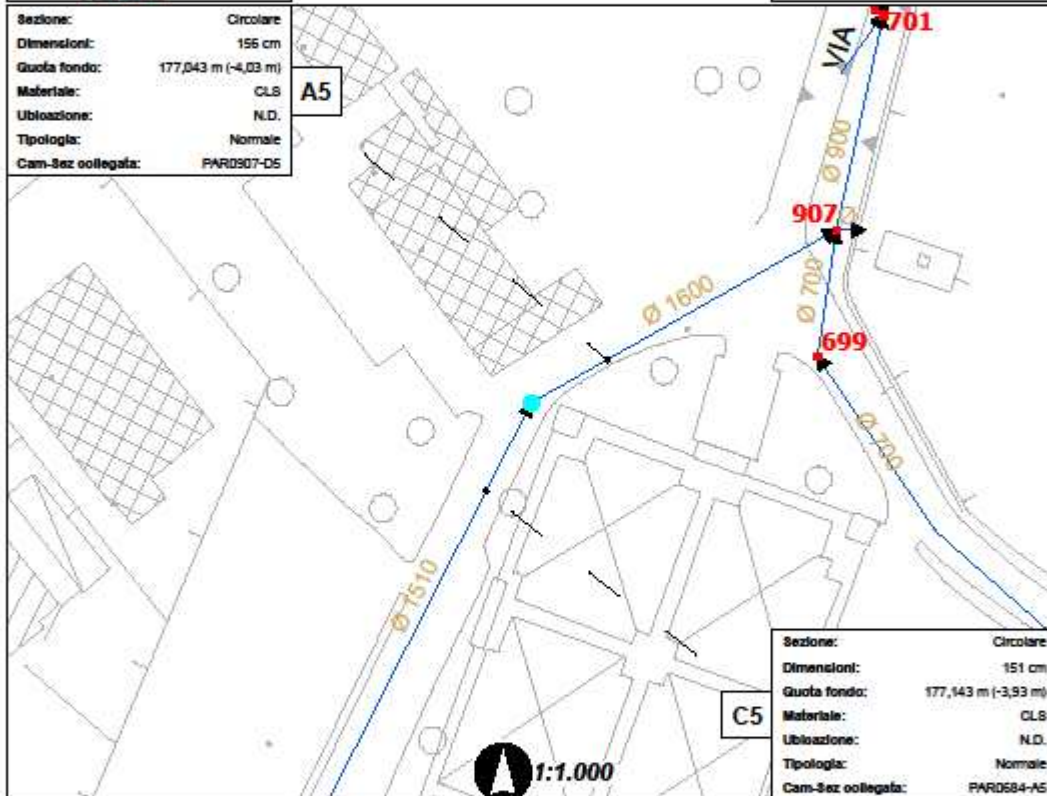 Sezione: Circolare
Dimensioni: 156 cm
Quota fondo: 177,043 m (-4,03 m)
Materiale: CLS
Ubicazione: N.D.
Tipologia: Normale
Cam-Sez collegata: PAR0907-D5
A5
701
VIA
Ø 900
907
Ø
Ø 1600
Ø 700
699
Ø 700
Ø 1510
1:1.000
C5
Sezione: Circolare
Dimensioni: 151 cm
Quota fondo: 177,143 m (-3,93 m)
Materiale: CLS
Ubicazione: N.D.
Tipologia: Normale
Cam-Sez collegata: PAR0684-A5